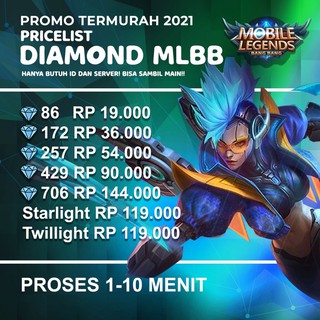 PROMO TERMURAH 2021
PRICELIST
DIAMOND MLBB
HANYA BUTUH ID DAN SERVER! BISA SAMBIL MAIN!!
MOBILE
LEGENDS
BANG BANG
86 RP 19.000
172 RP 36.000
257 RP 54.000
429 RP 90.000
706 RP 144.000
Starlight RP 119.000
Twillight RP 119.000
PROSES 1-10 MENIT